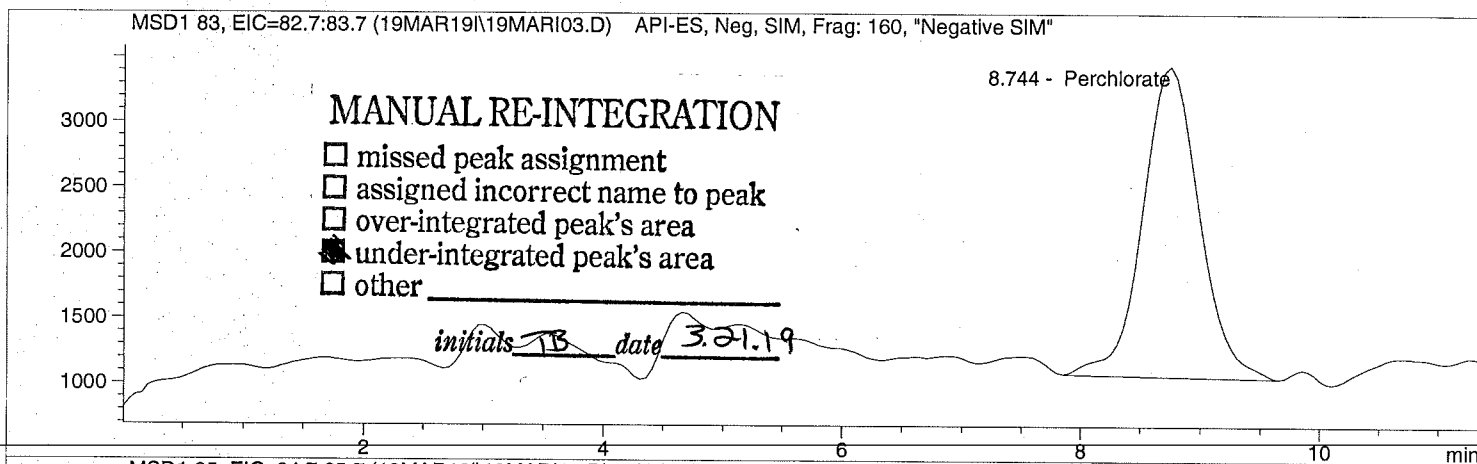 MSD1 83, EIC=82.7:83.7 (19MAR19I\19MARI03.D) API-ES, Neg, SIM, Frag: 160, "Negative SIM"
8.744 - Perchlorate
MANUAL RE-INTEGRATION
missed peak assignment
assigned incorrect name to peak
over-integrated peak's area
under-integrated peak's area
other
initials TB date 3.21.19
3000
2500
2000
1500
1000
2 4 6 8 10 min